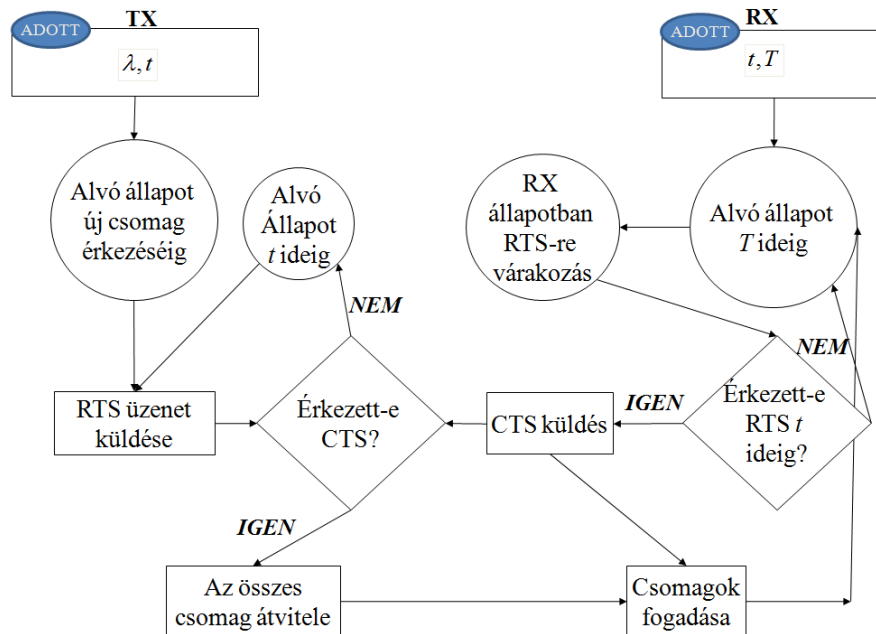 TX
ADOTT
λ, t
RX
ADOTT
t, T
Alvó állapot
új csomag
érkezéséig
Alvó
Állapot
t ideig
RX
állapotban
RTS-re
várakozás
Alvó állapot
T ideig
NEM
NEM
RTS üzenet
küldése
Érkezett-e
CTS?
CTS küldés
IGEN
Érkezett-e
RTS t
ideig?
IGEN
Az összes
csomag átvitele
Csomagok
fogadása